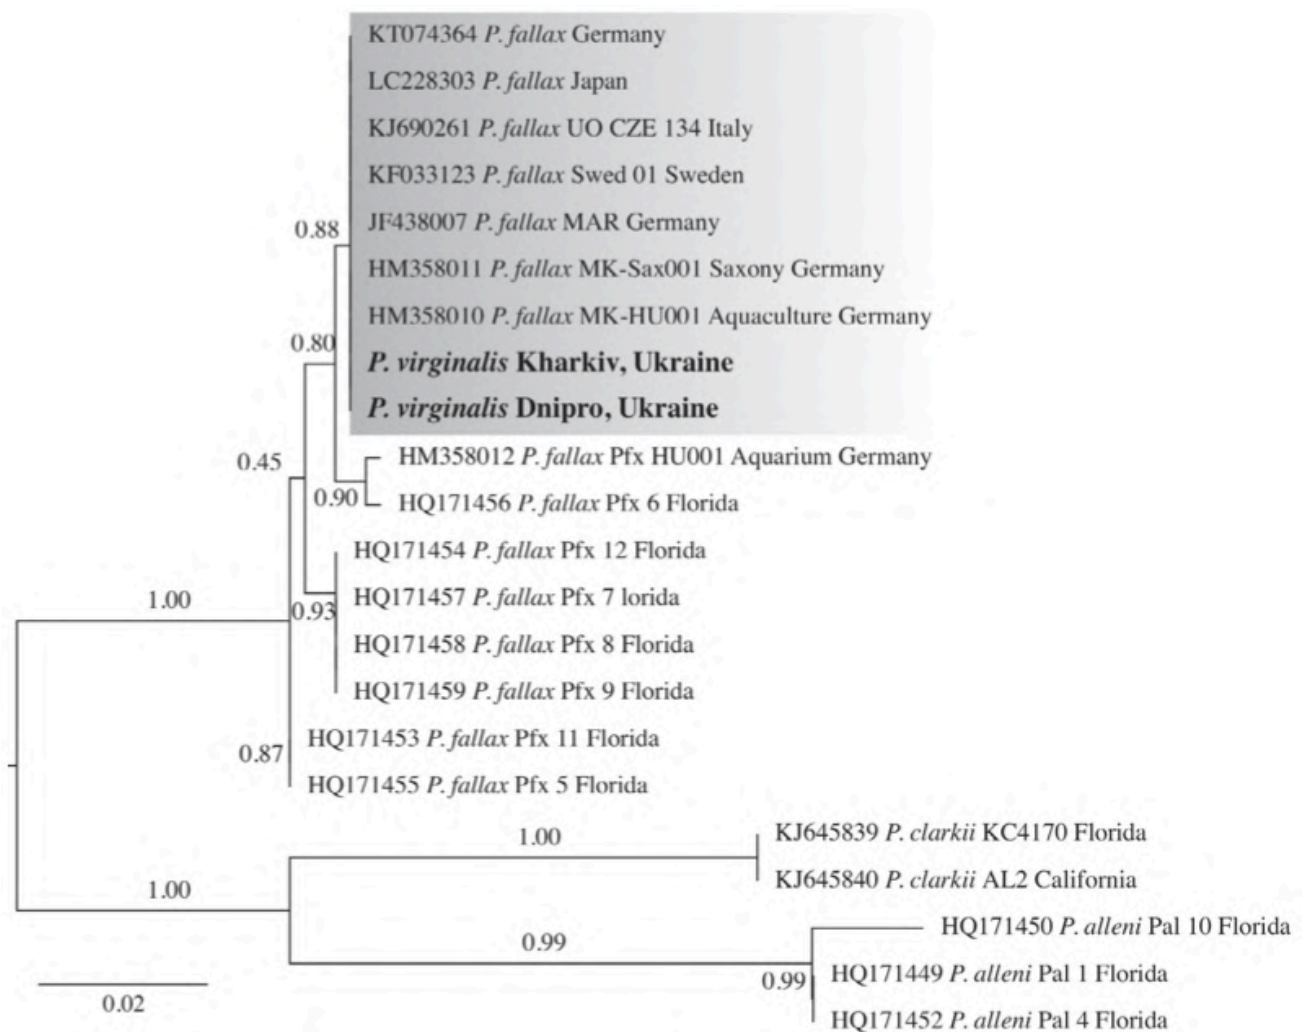 KT074364 P. fallax Germany
LC228303 P. fallax Japan
KJ690261 P. fallax UO CZE 134 Italy
KF033123 P. fallax Swed 01 Sweden
JF438007 P. fallax MAR Germany
0.88
HM358011 P. fallax MK-Sax001 Saxony Germany
HM358010 P. fallax MK-HU001 Aquaculture Germany
0.80
P. virginalis Kharkiv, Ukraine
P. virginalis Dnipro, Ukraine
0.45
HM358012 P. fallax Pfx HU001 Aquarium Germany
0.90
HQ171456 P. fallax Pfx 6 Florida
HQ171454 P. fallax Pfx 12 Florida
1.00
HQ171457 P. fallax Pfx 7 lorida
0.93
HQ171458 P. fallax Pfx 8 Florida
HQ171459 P. fallax Pfx 9 Florida
HQ171453 P. fallax Pfx 11 Florida
0.87
HQ171455 P. fallax Pfx 5 Florida
1.00
KJ645839 P. clarkii KC4170 Florida
KJ645840 P. clarkii AL2 California
1.00
HQ171450 P. alleni Pal 10 Florida
0.99
HQ171449 P. alleni Pal 1 Florida
0.99
0.02
HQ171452 P. alleni Pal 4 Florida